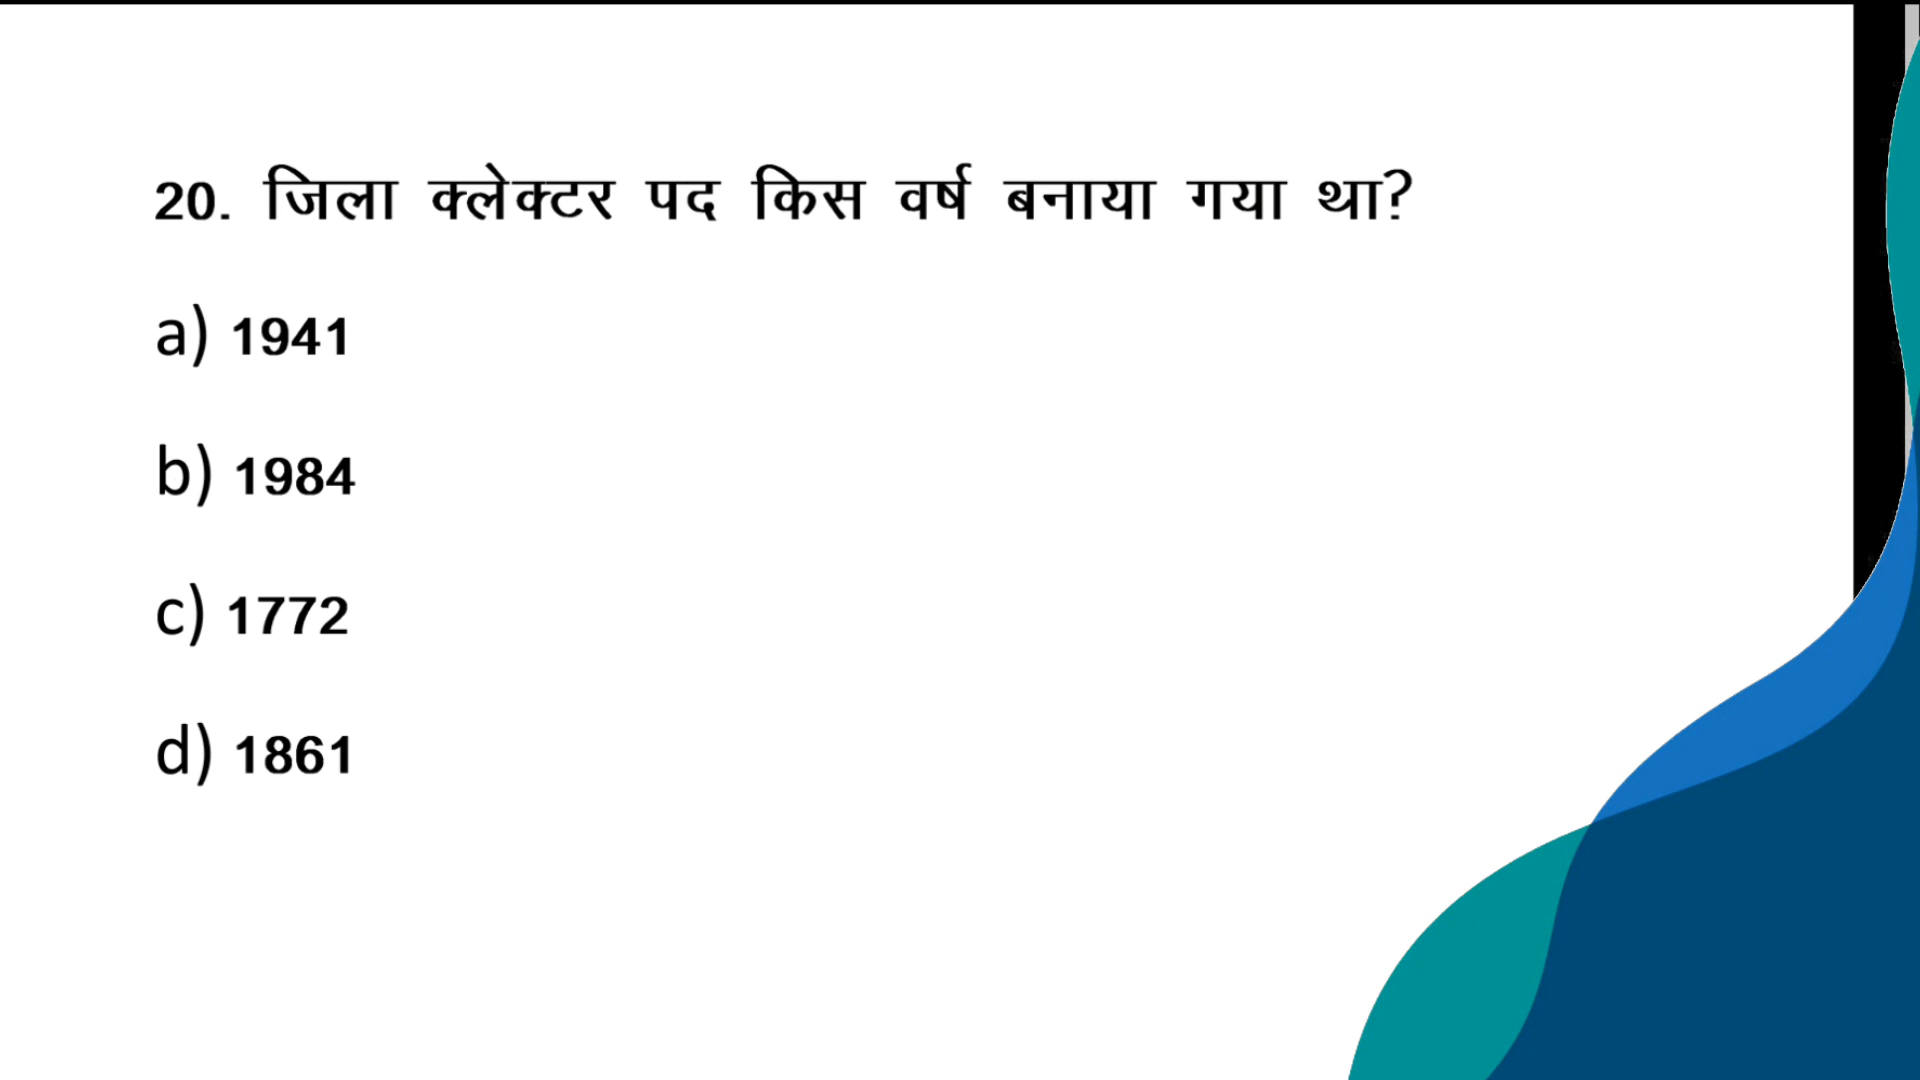 20. जिला क्लेक्टर पद किस वर्ष बनाया गया था?
a) 1941
b) 1984
c) 1772
d) 1861